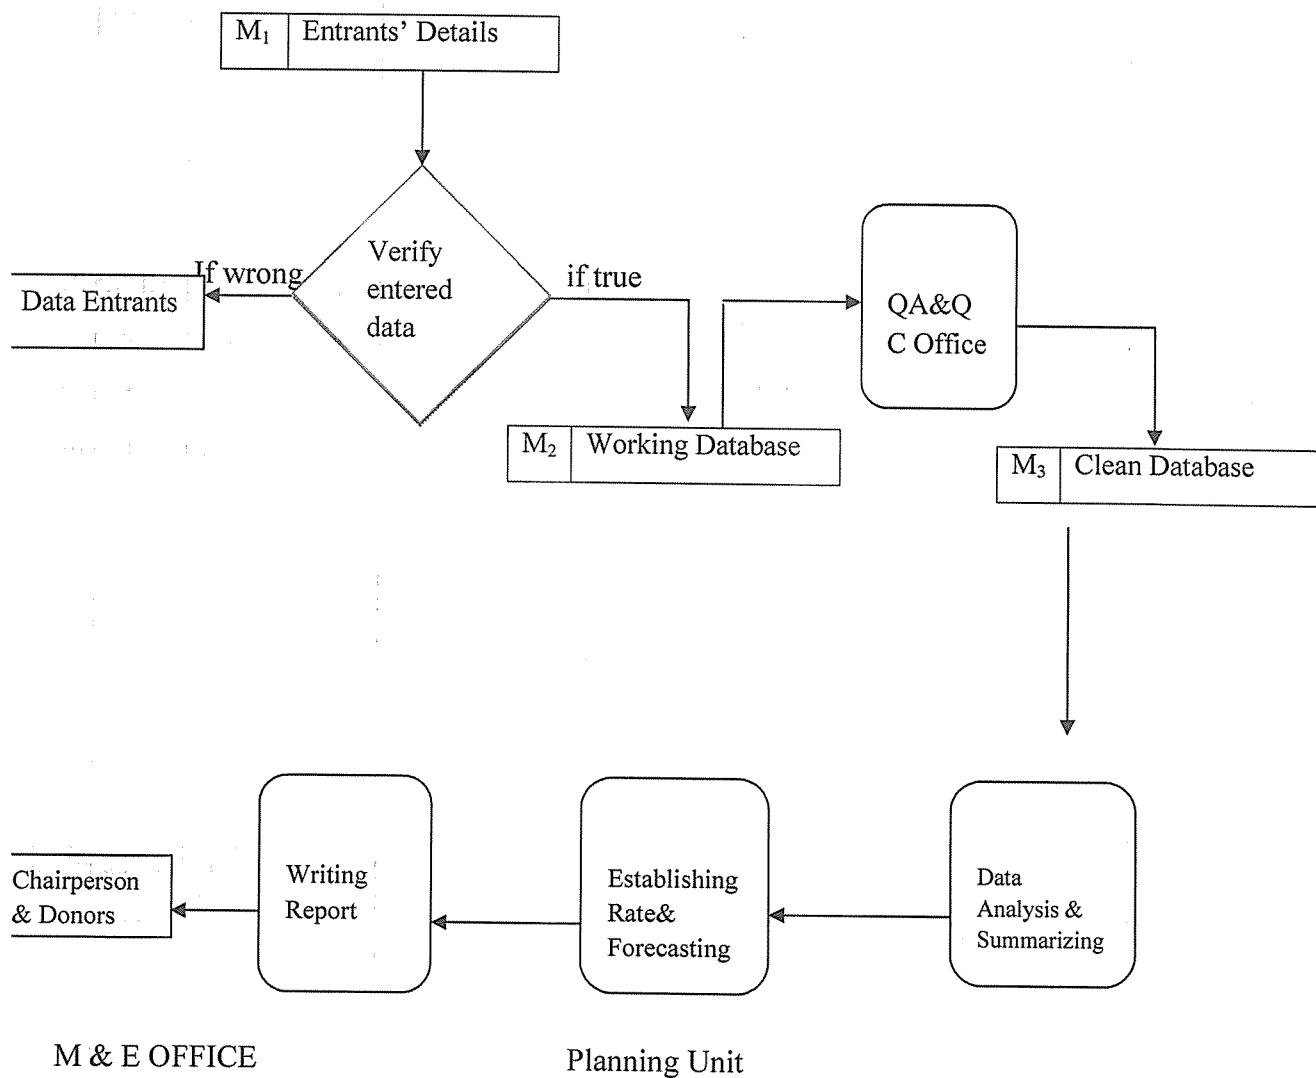 M₁ Entrants’ Details
Verify
entered
data
If wrong
if true
Data Entrants
QA&Q
C Office
M₂ Working Database
M₃ Clean Database
Chairperson
& Donors
Writing
Report
Establishing
Rate&
Forecasting
Data
Analysis &
Summarizing
M & E OFFICE
Planning Unit